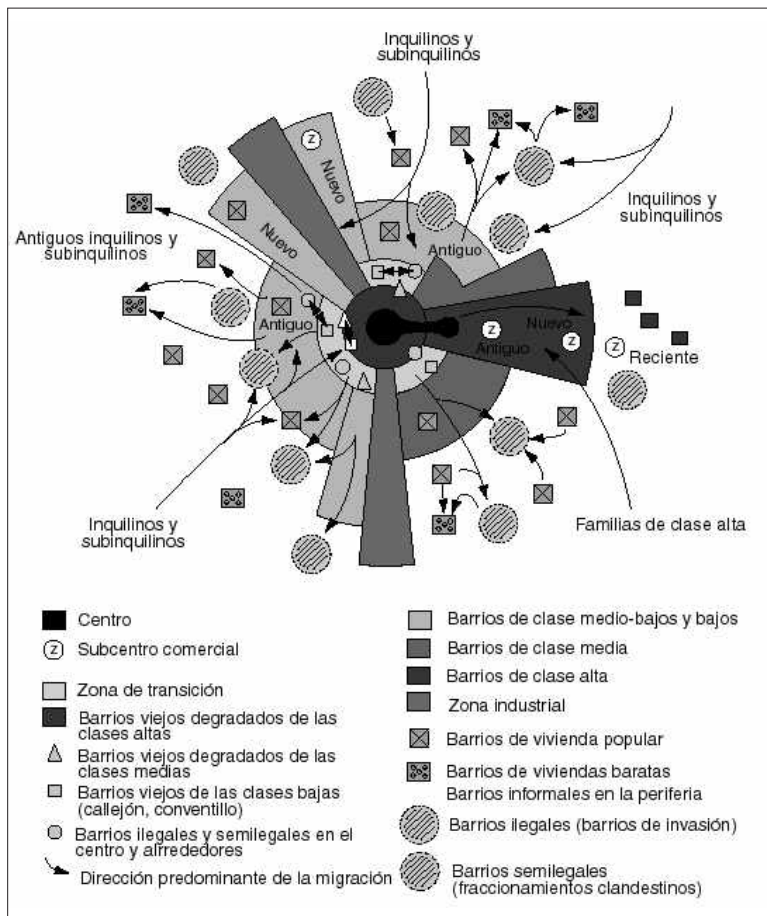 Inquilinos y
subinquilinos
Inquilinos y
subinquilinos
Z
Nuevo
Nuevo
Antiguo
Antiguos inquilinos y
subinquilinos
Antiguo
Nuevo
Z
Antiguo
Z
Z
Reciente
Inquilinos y
subinquilinos
Familias de clase alta
Centro
Z
Subcentro comercial
Zona de transición
Barrios viejos degradados de las
clases altas
Barrios viejos degradados de las
clases medias
Barrios viejos de las clases bajas
(callejón, conventillo)
Barrios ilegales y semilegales en el
centro y alrrededores
Dirección predominante de la migración
Barrios de clase medio-bajos y bajos
Barrios de clase media
Barrios de clase alta
Zona industrial
Barrios de vivienda popular
Barrios de viviendas baratas
Barrios informales en la periferia
Barrios ilegales (barrios de invasión)
Barrios semilegales
(fraccionamientos clandestinos)